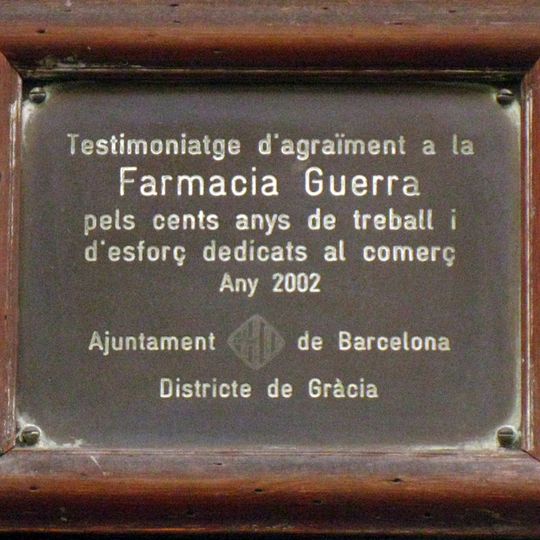 Testimoniatge d'agraïment a la
Farmacia Guerra
pels cents anys de treball i
d'esforç dedicats al comerç
Any 2002
Ajuntament de Barcelona
Districte de Gràcia